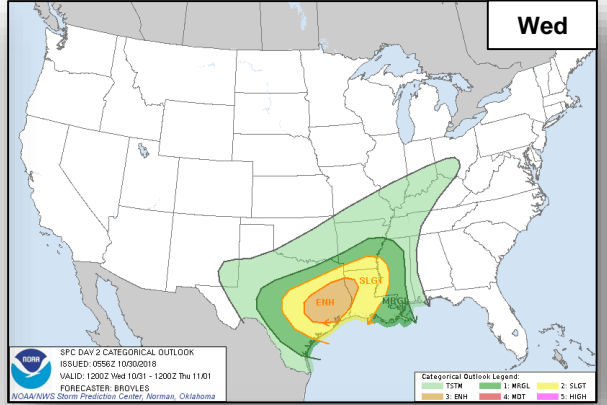 Wed
SLGT
ENH
MRGL
SPC DAY 2 CATEGORICAL OUTLOOK
ISSUED: 0556Z 10/30/2018
VALID: 1200Z Wed 10/31 - 1200Z Thu 11/01
FORECASTER: BROYLES
NOAA/NWS Storm Prediction Center, Norman, Oklahoma
NOAA
Categorical Outlook Legend:
TSTM 1: MRGL 2: SLGT
3: ENH 4: MDT 5: HIGH